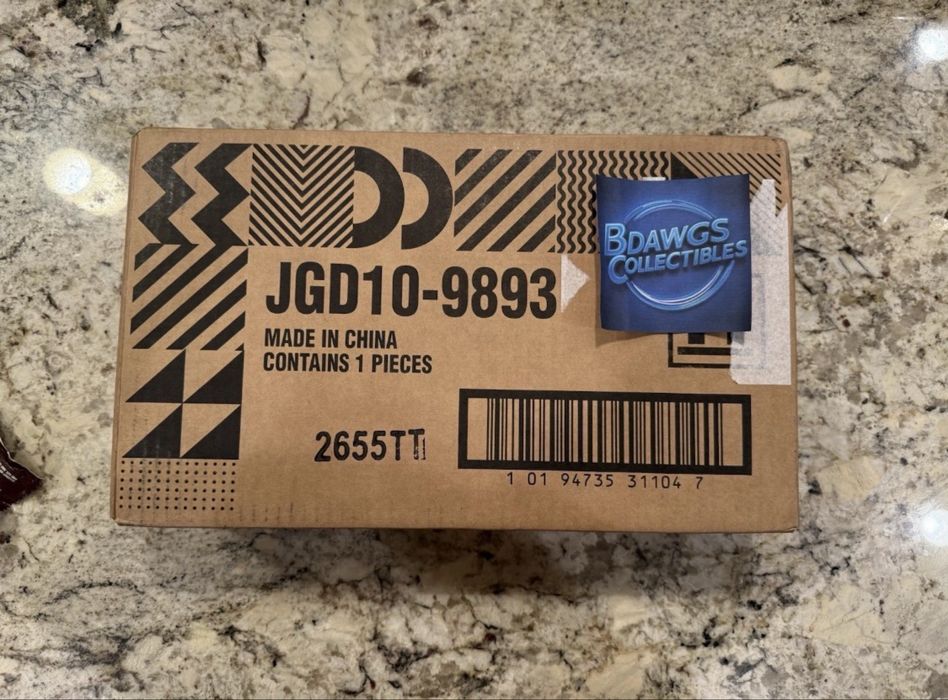 JGD10-9893
MADE IN CHINA
CONTAINS 1 PIECES
BDAWGS
COLLECTIBLES
2655TT
1 01 94735 31104 7